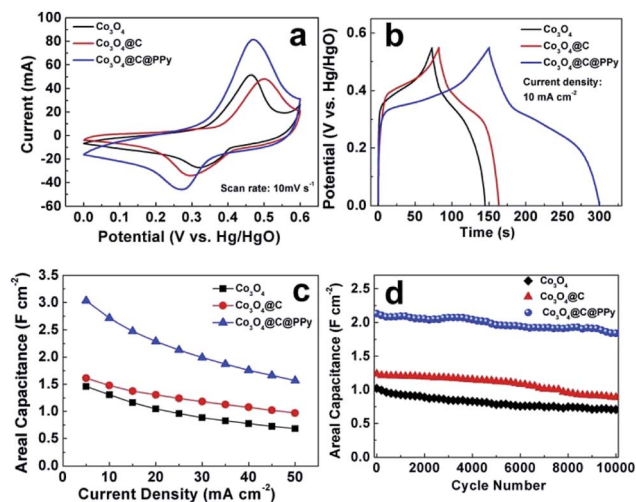 Co₃O₄
Co₃O₄@C
Co₃O₄@C@PPy
a
Scan rate: 10mV s⁻¹
100
80
60
40
20
0
-20
-40
-60
Current (mA)
0.0 0.1 0.2 0.3 0.4 0.5 0.6
Potential (V vs. Hg/HgO)
b
Co₃O₄
Co₃O₄@C
Co₃O₄@C@PPy
Current density:
10 mA cm⁻²
0.6
0.4
0.2
0.0
Potential (V vs. Hg/HgO)
0 50 100 150 200 250 300
Time (s)
c
Co₃O₄
Co₃O₄@C
Co₃O₄@C@PPy
3.5
3.0
2.5
2.0
1.5
1.0
0.5
0.0
Areal Capacitance (F cm⁻²)
0 10 20 30 40 50
Current Density (mA cm⁻²)
d
Co₃O₄
Co₃O₄@C
Co₃O₄@C@PPy
2.0
1.5
1.0
0.5
0.0
Areal Capacitance (F cm⁻²)
0 2000 4000 6000 8000 10000
Cycle Number